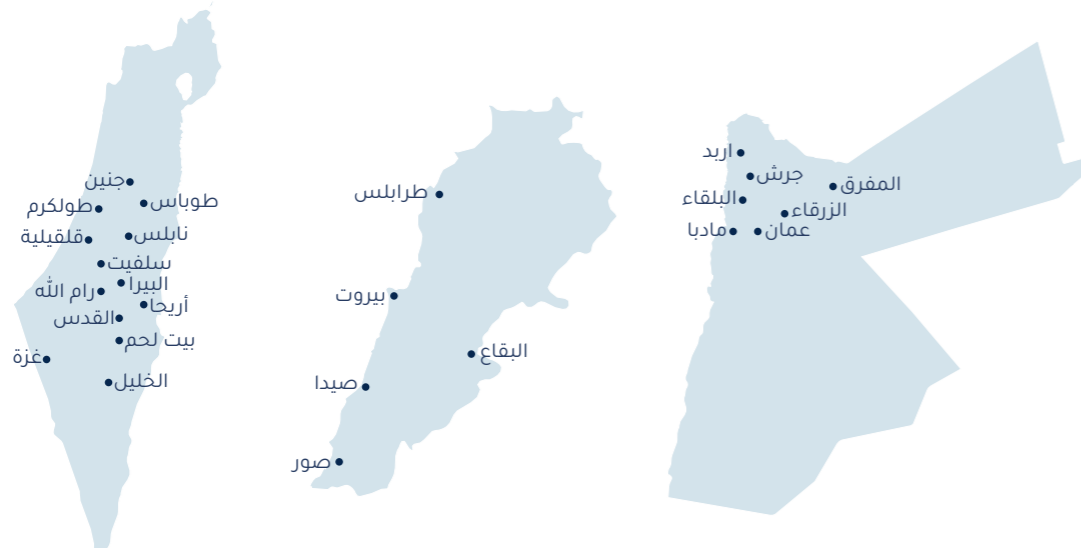 جنين
طوباس
طولكرم
نابلس
قلقيلية
سلفيت
البيرا
رام الله
أريحا
القدس
بيت لحم
غزة
الخليل
طرابلس
بيروت
البقاع
صيدا
صور
اربد
جرش
المفرق
البلقاء
الزرقاء
عمان
مادبا